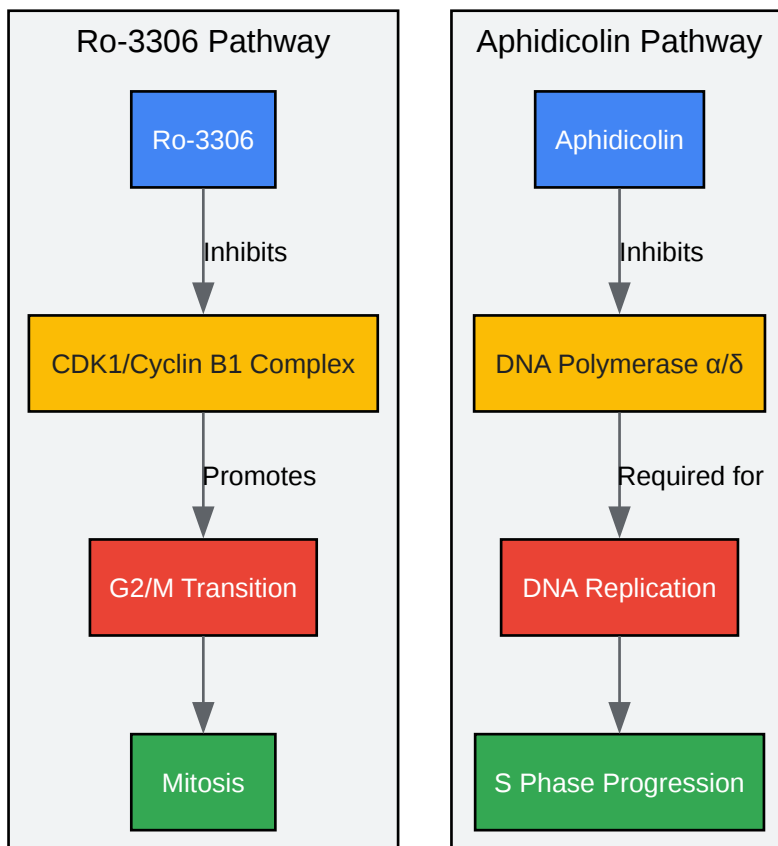 Ro-3306 Pathway
Ro-3306
Inhibits
CDK1/Cyclin B1 Complex
Promotes
G2/M Transition
Mitosis
Aphidicolin Pathway
Aphidicolin
Inhibits
DNA Polymerase α/δ
Required for
DNA Replication
S Phase Progression